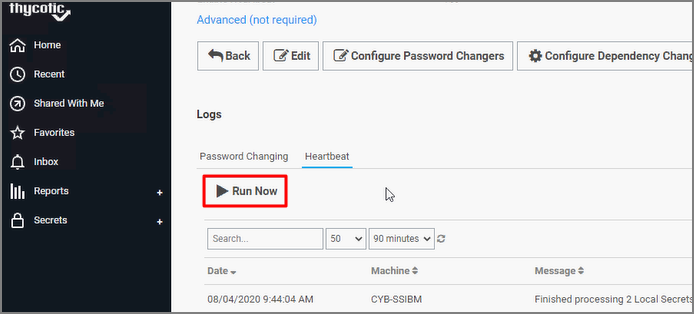 thycotic
Advanced (not required)
Home
Back Edit Configure Password Changers Configure Dependency Chang
Recent
Shared With Me
Logs
Favorites
Inbox
Password Changing Heartbeat
Reports +
Run Now
Secrets +
Search... 50 90 minutes
Date Machine Message
08/04/2020 9:44:04 AM CYB-SSIBM Finished processing 2 Local Secrets